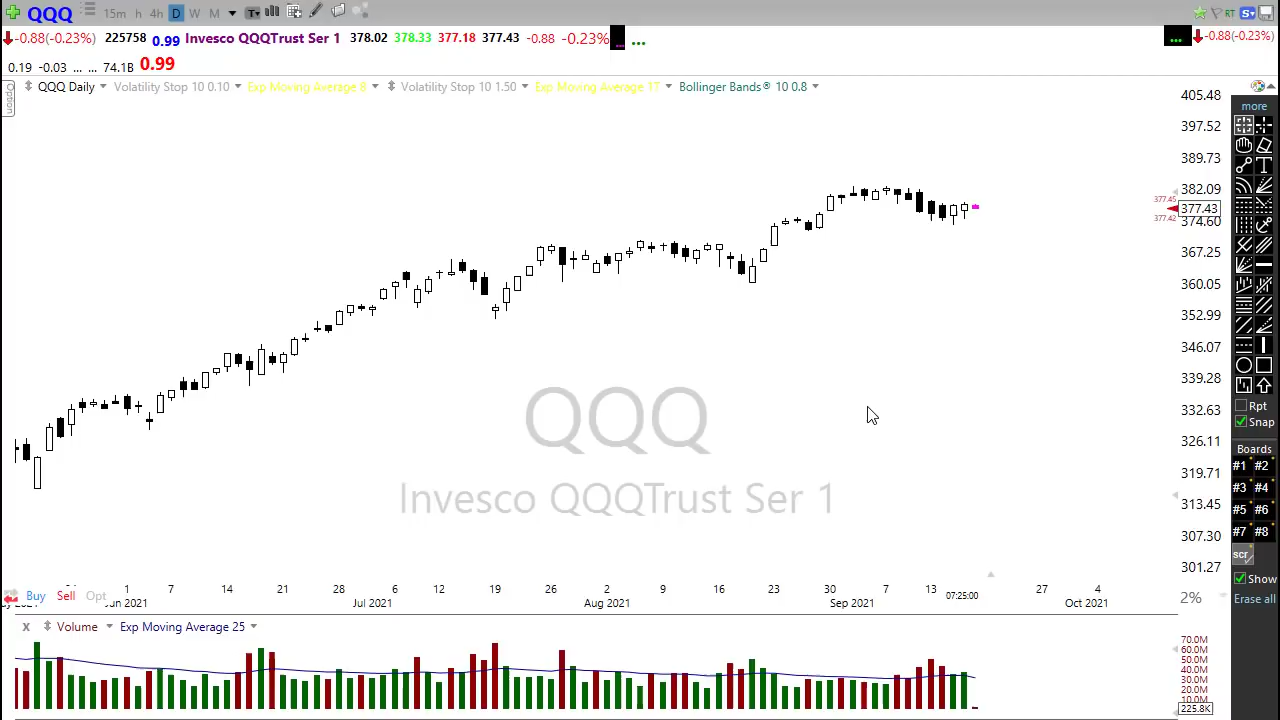 QQQ 15m h 4h D W M T RT S
-0.88(-0.23%) 225758 0.99 Invesco QQQTrust Ser 1 378.02 378.33 377.18 377.43 -0.88 -0.23% ... ... ... -0.88(-0.23%)
0.19 -0.03 ... ... 74.1B 0.99
Option
QQQ Daily Volatility Stop 10 0.10 Exp Moving Average 8 Volatility Stop 10 1.50 Exp Moving Average 17 Bollinger Bands® 10 0.8
405.48
more
397.52
389.73
382.09
377.45
377.43
377.42
374.60
367.25
360.05
352.99
346.07
339.28
332.63
Rpt
Snap
326.11
Boards
#1 #2
319.71
#3 #4
313.45
#5 #6
307.30
#7 #8
scr
301.27
Show
Erase all
QQQ
Invesco QQQTrust Ser 1
1 7 14 21 28 6 12 19 26 2 9 16 23 30 7 13 07:25:00 27 4
Buy Sell Opt 2%
Jun 2021 Jul 2021 Aug 2021 Sep 2021 Oct 2021
X Volume Exp Moving Average 25
70.0M
60.0M
50.0M
40.0M
30.0M
20.0M
10.0M
225.8K